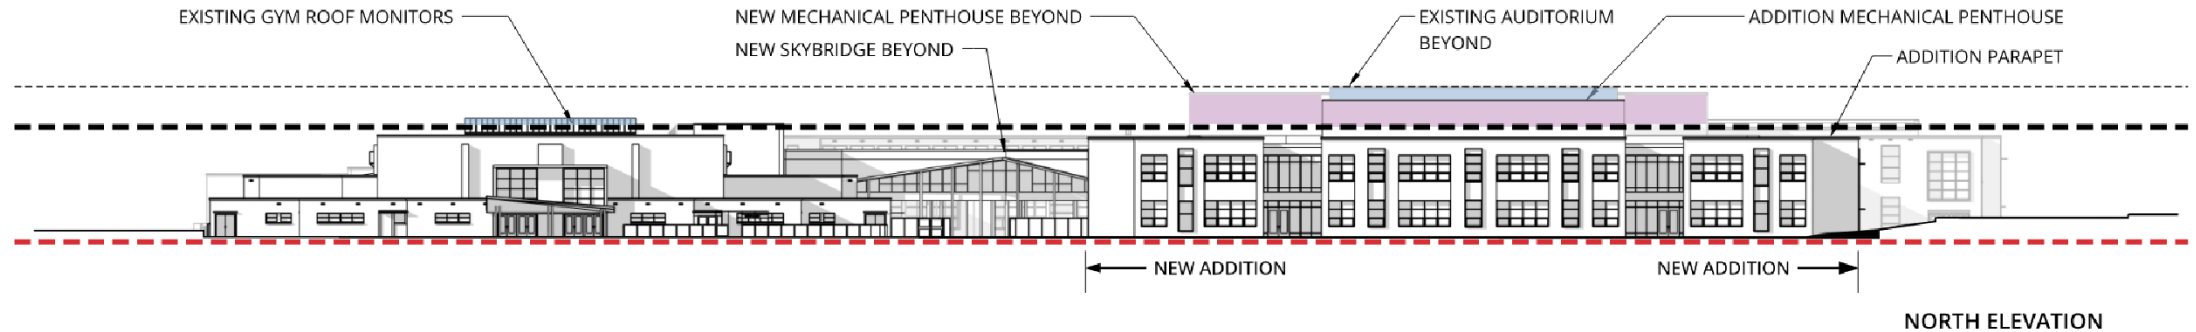 EXISTING GYM ROOF MONITORS
NEW MECHANICAL PENTHOUSE BEYOND
NEW SKYBRIDGE BEYOND
EXISTING AUDITORIUM
BEYOND
ADDITION MECHANICAL PENTHOUSE
ADDITION PARAPET
NEW ADDITION
NEW ADDITION
NORTH ELEVATION